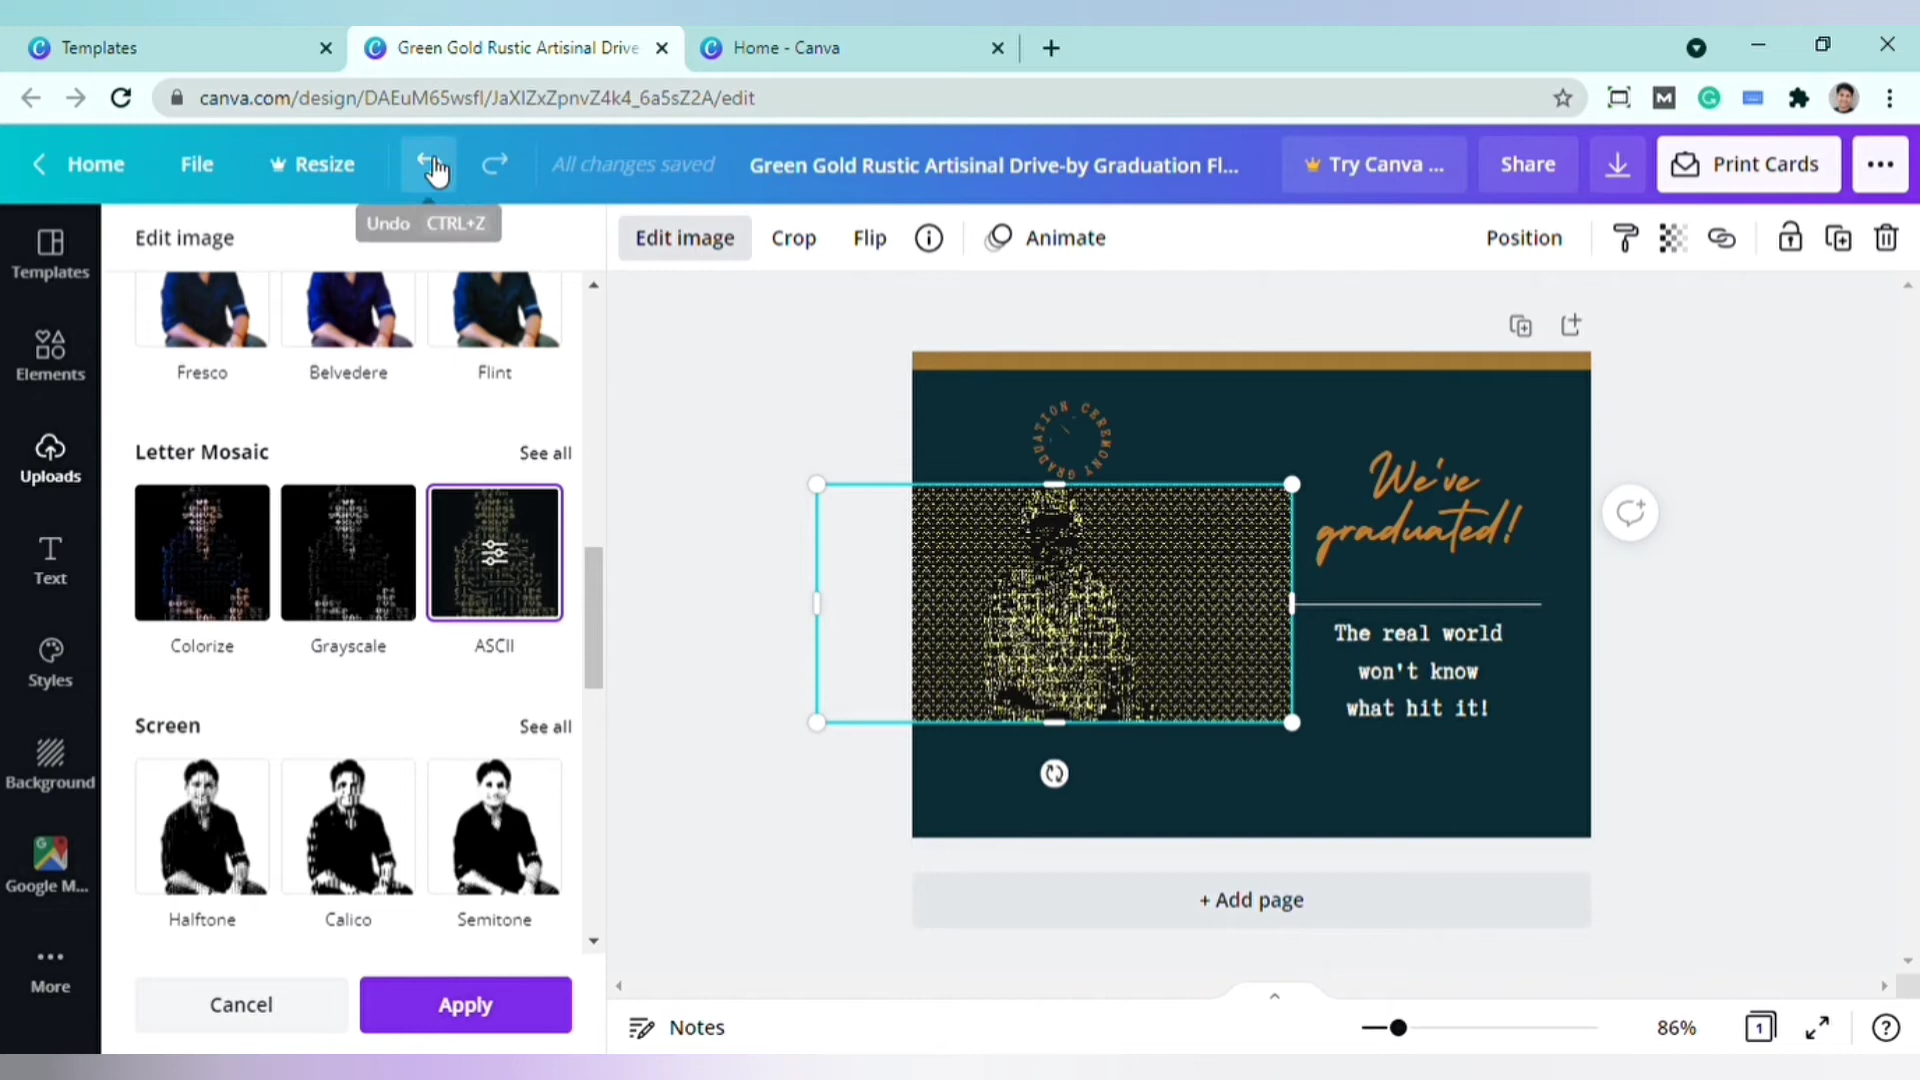 Templates
Green Gold Rustic Artisinal Drive
Home - Canva
canva.com/design/DAEuM65wsfI/JaXlZxZpnvZ4k4_6a5sZ2A/edit
Home
File
Resize
All changes saved
Green Gold Rustic Artisinal Drive-by Graduation Fl...
Try Canva ...
Share
Print Cards
Undo CTRL+Z
Edit image
Edit image
Crop
Flip
Animate
Position
Templates
Elements
Uploads
Text
Styles
Background
Google M...
More
Fresco
Belvedere
Flint
Letter Mosaic
See all
Colorize
Grayscale
ASCII
Screen
See all
Halftone
Calico
Semitone
Cancel
Apply
GRADUATION CEREMONY
We've
graduated!
The real world
won't know
what hit it!
+ Add page
Notes
86%
1